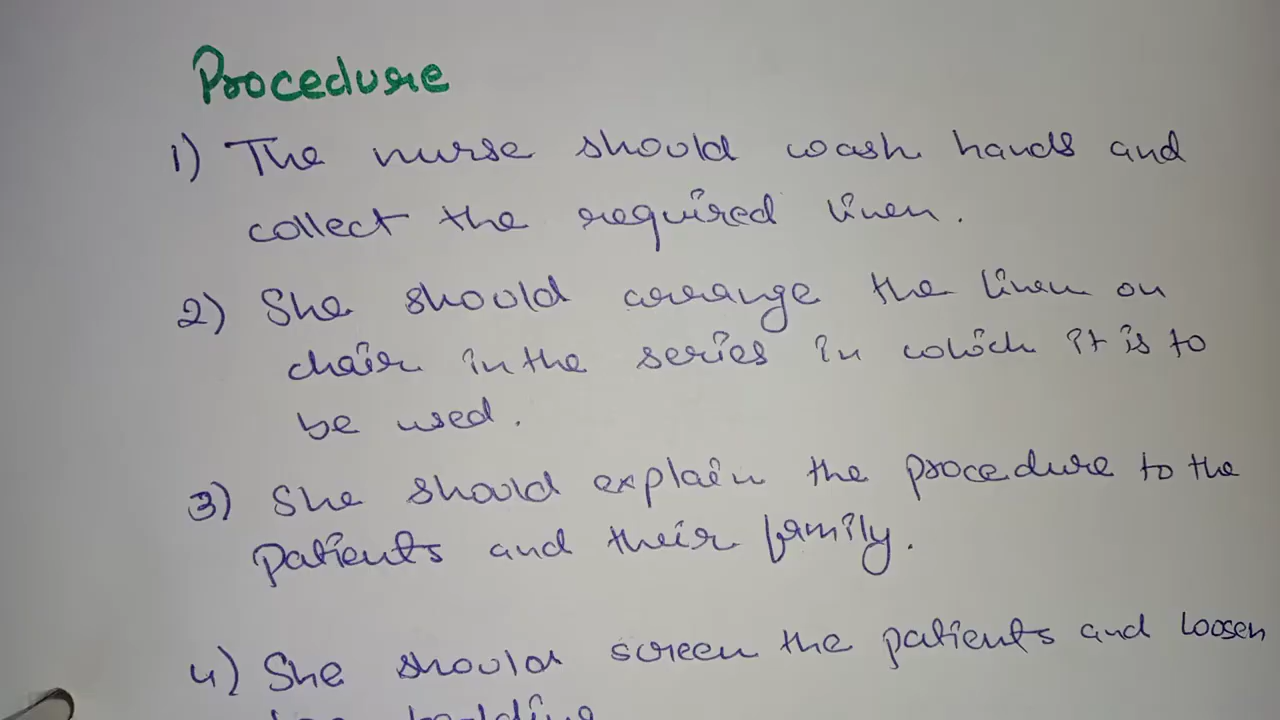 Procedure
1) The nurse should wash hands and
collect the required linen.
2) She should arrange the linen on
chair in the series in which it is to
be used.
3) She should explain the procedure to the
patients and their family.
4) She should screen the patients and loosen